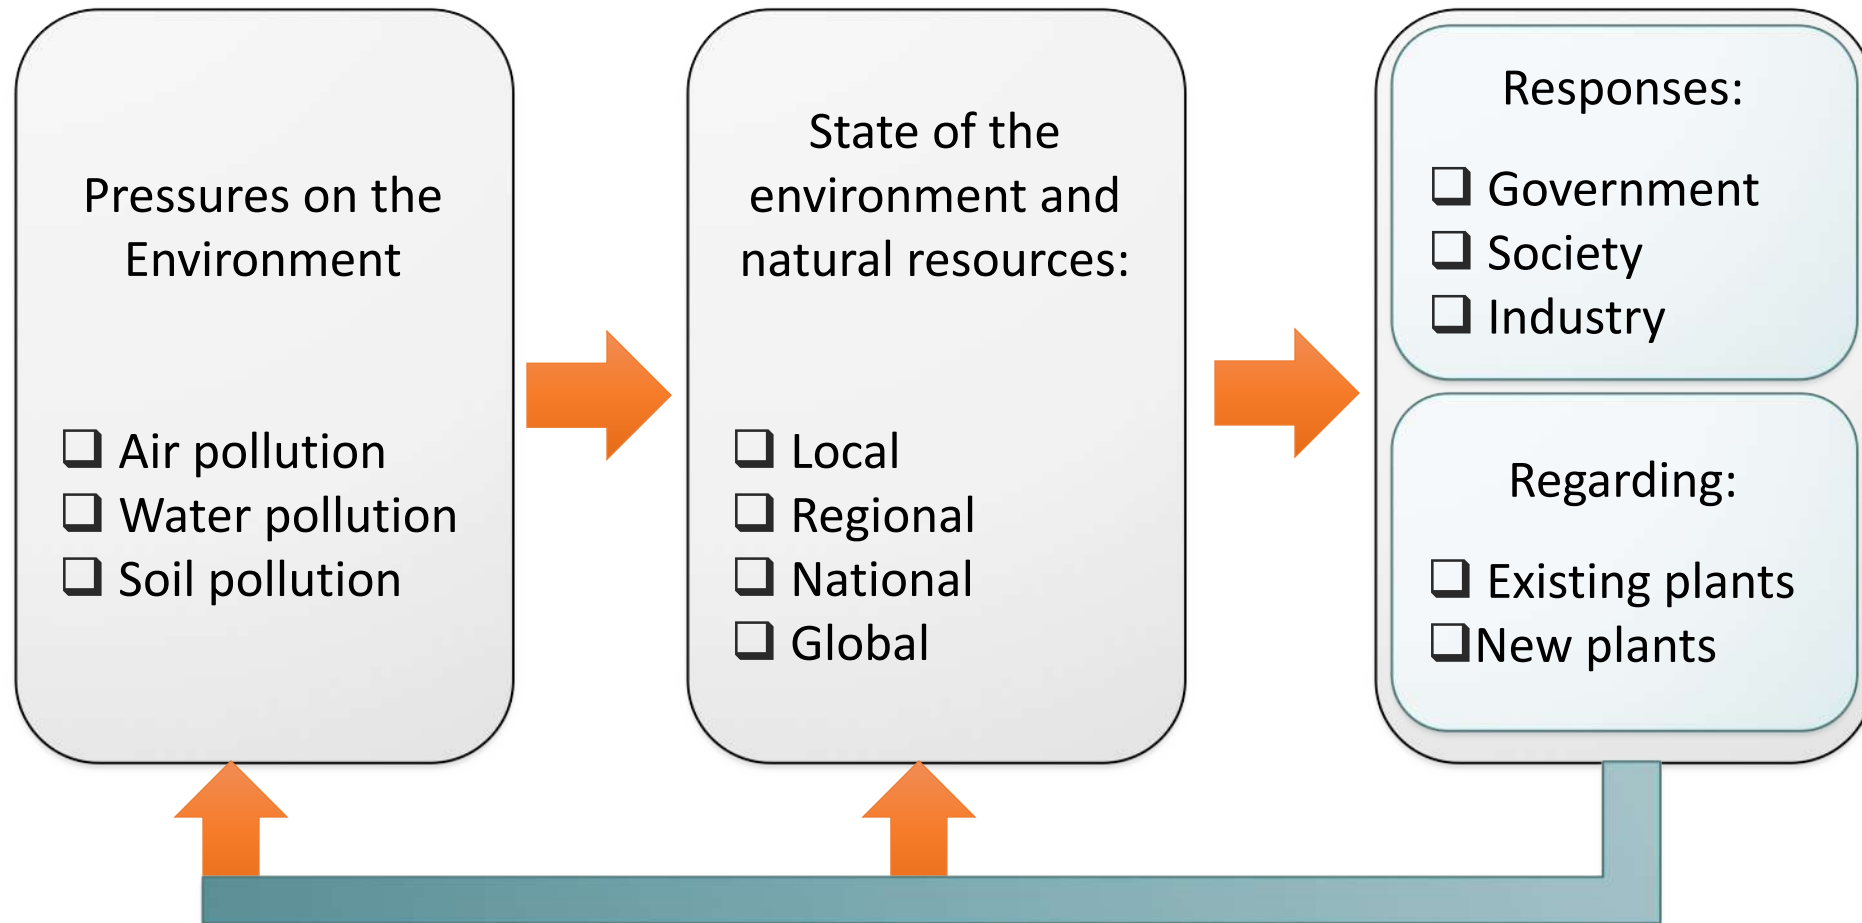 Pressures on the
Environment
❑ Air pollution
❑ Water pollution
❑ Soil pollution
State of the
environment and
natural resources:
❑ Local
❑ Regional
❑ National
❑ Global
Responses:
❑ Government
❑ Society
❑ Industry
Regarding:
❑ Existing plants
❑New plants